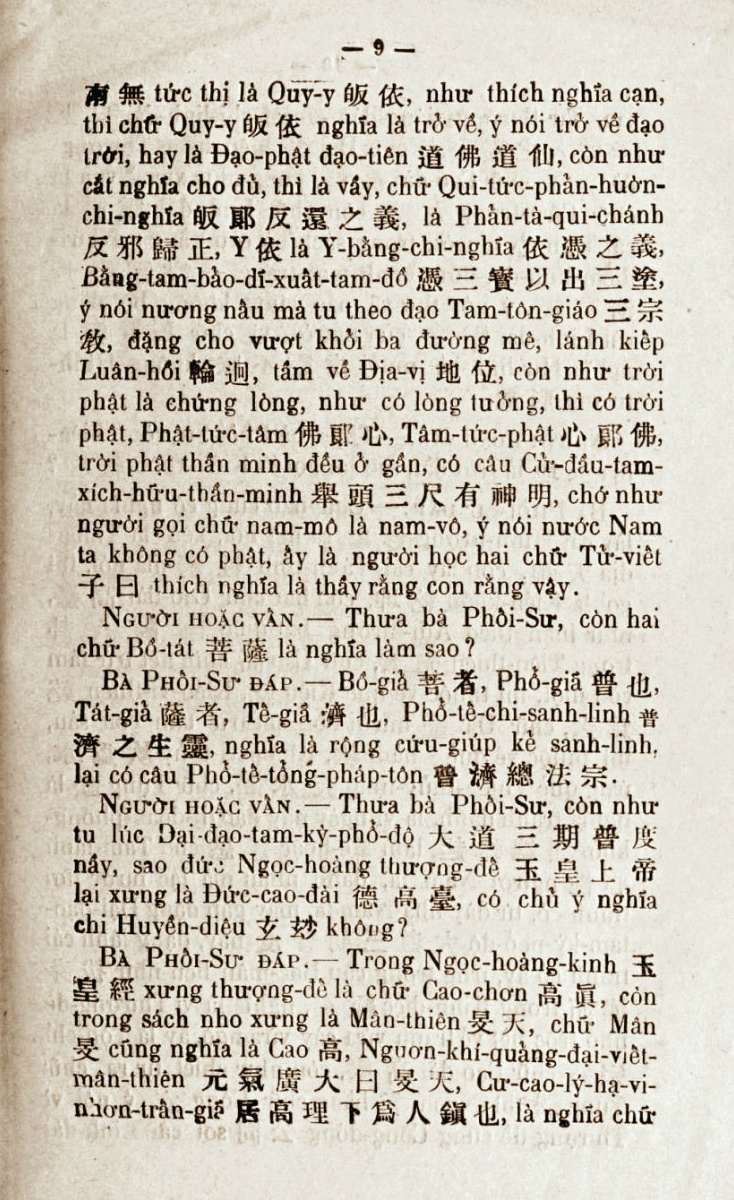 — 9 —
南 無 tức thị là Quy-y 皈 依, như thích nghĩa cạn,
thì chữ Quy-y 皈 依 nghĩa là trở về, ý nói trở về đạo
trời, hay là Đạo-phật đạo-tiên 道 佛 道 仙, còn như
cắt nghĩa cho đủ, thì là vầy, chữ Qui-tức-phản-huờn-
chi-nghĩa 皈 郎 反 還 之 義, là Phản-tà-qui-chánh
反 邪 歸 正, Y 依 là Y-bằng-chi-nghĩa 依 憑 之 義,
Bằng-tam-bảo-dĩ-xuất-tam-đồ 憑 三 寶 以 出 三 塗,
ý nói nương nấu mà tu theo đạo Tam-tôn-giáo 三 宗
教, đặng cho vượt khỏi ba đường mê, lánh kiếp
Luân-hồi 輪 迴, tầm về Địa-vị 地 位, còn như trời
phật là chứng lòng, như có lòng tưởng, thì có trời
phật, Phật-tức-tâm 佛 郎 心, Tâm-tức-phật 心 郎 佛,
trời phật thần minh đều ở gần, có câu Cử-đầu-tam-
xích-hữu-thần-minh 舉 頭 三 尺 有 神 明, chớ như
người gọi chữ nam-mô là nam-vô, ý nói nước Nam
ta không có phật, ấy là người học hai chữ Tử-viết
子 曰 thích nghĩa là thầy rằng con rằng vậy.
NGƯỜI HOẶC VẤN.— Thưa bà Phối-Sư, còn hai
chữ Bồ-tát 菩 薩 là nghĩa làm sao ?
BÀ PHỐI-SƯ ĐÁP.— Bồ-giả 菩 者, Phổ-giã 普 也,
Tát-giả 薩 者, Tế-giã 濟 也, Phổ-tế-chi-sanh-linh 普
濟 之 生 靈, nghĩa là rộng cứu-giúp kẻ sanh-linh,
lại có câu Phổ-tế-tổng-pháp-tôn 普 濟 總 法 宗.
NGƯỜI HOẶC VẤN.— Thưa bà Phối-Sư, còn như
tu lúc Dại-đạo-tam-kỳ-phổ-độ 大 道 三 期 普 度
nầy, sao đức Ngọc-hoàng thượng-đế 玉 皇 上 帝
lại xưng là Đức-cao-đài 德 高 臺, có chủ ý nghĩa
chi Huyền-diệu 玄 妙 không?
BÀ PHỐI-SƯ ĐÁP.— Trong Ngọc-hoàng-kinh 玉
皇 經 xưng thượng-đế là chữ Cao-chơn 高 眞, còn
trong sách nho xưng là Mân-thiên 旻 天, chữ Mân
旻 cũng nghĩa là Cao 高, Nguơn-khí-quảng-đại-viết-
mân-thiên 元 氣 廣 大 曰 旻 天, Cư-cao-lý-hạ-vi-
nhơn-trấn-giã 居 高 理 下 爲 人 鎭 也, là nghĩa chữ